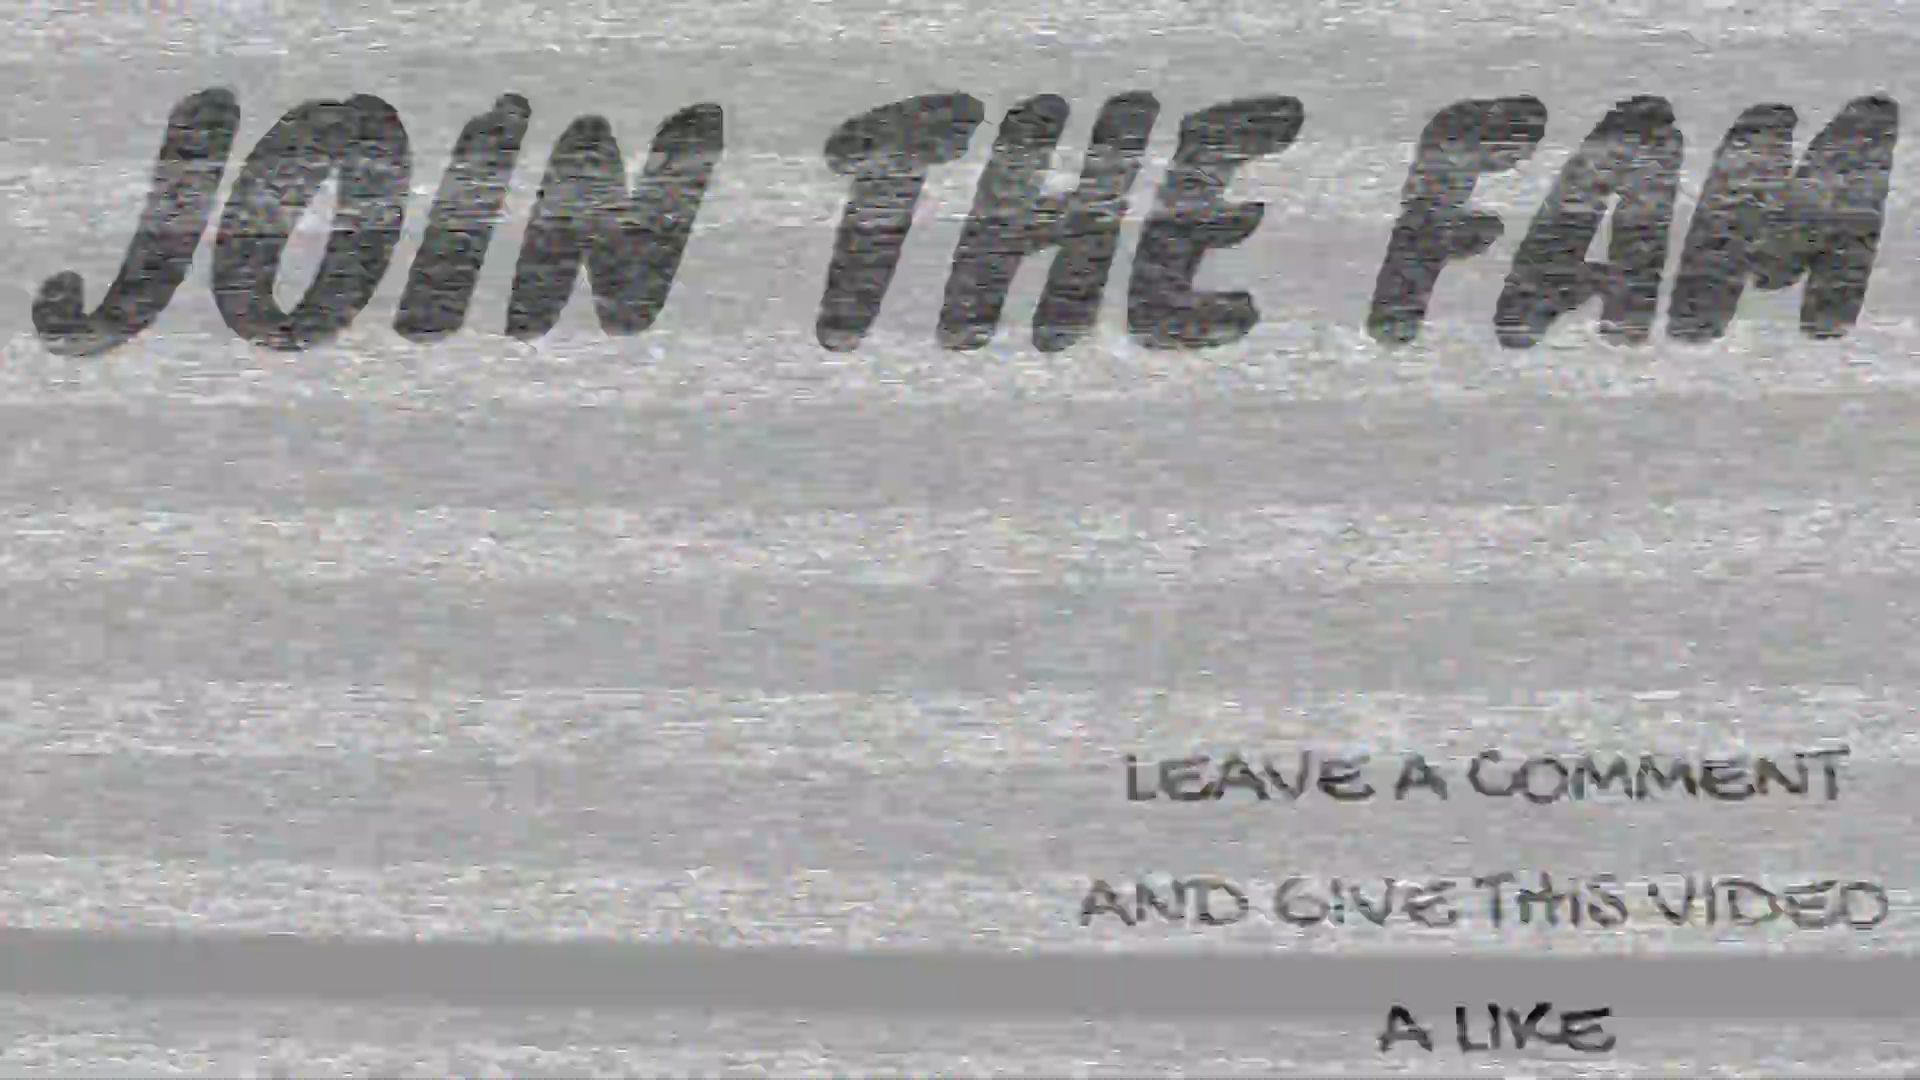 JOIN THE FAM
LEAVE A COMMENT
AND GIVE THIS VIDEO
A LIKE